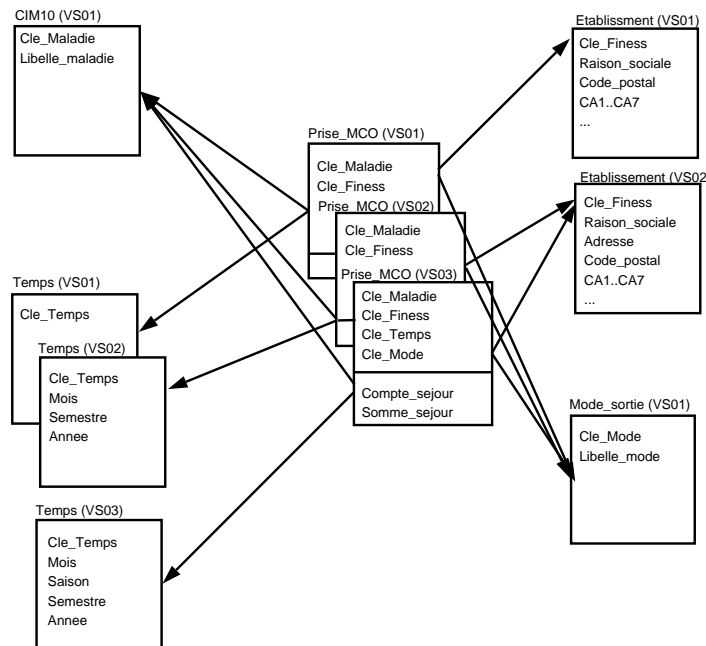 CIM10 (VS01)
Cle_Maladie
Libelle_maladie
Etablissment (VS01)
Cle_Finess
Raison_sociale
Code_postal
CA1..CA7
...
Prise_MCO (VS01)
Cle_Maladie
Cle_Finess
Prise_MCO (VS02)
Cle_Maladie
Cle_Finess
Prise_MCO (VS03)
Cle_Maladie
Cle_Finess
Cle_Temps
Cle_Mode
Compte_sejour
Somme_sejour
Etablissement (VS02
Cle_Finess
Raison_sociale
Adresse
Code_postal
CA1..CA7
...
Temps (VS01)
Cle_Temps
Temps (VS02)
Cle_Temps
Mois
Semestre
Annee
Mode_sortie (VS01)
Cle_Mode
Libelle_mode
Temps (VS03)
Cle_Temps
Mois
Saison
Semestre
Annee